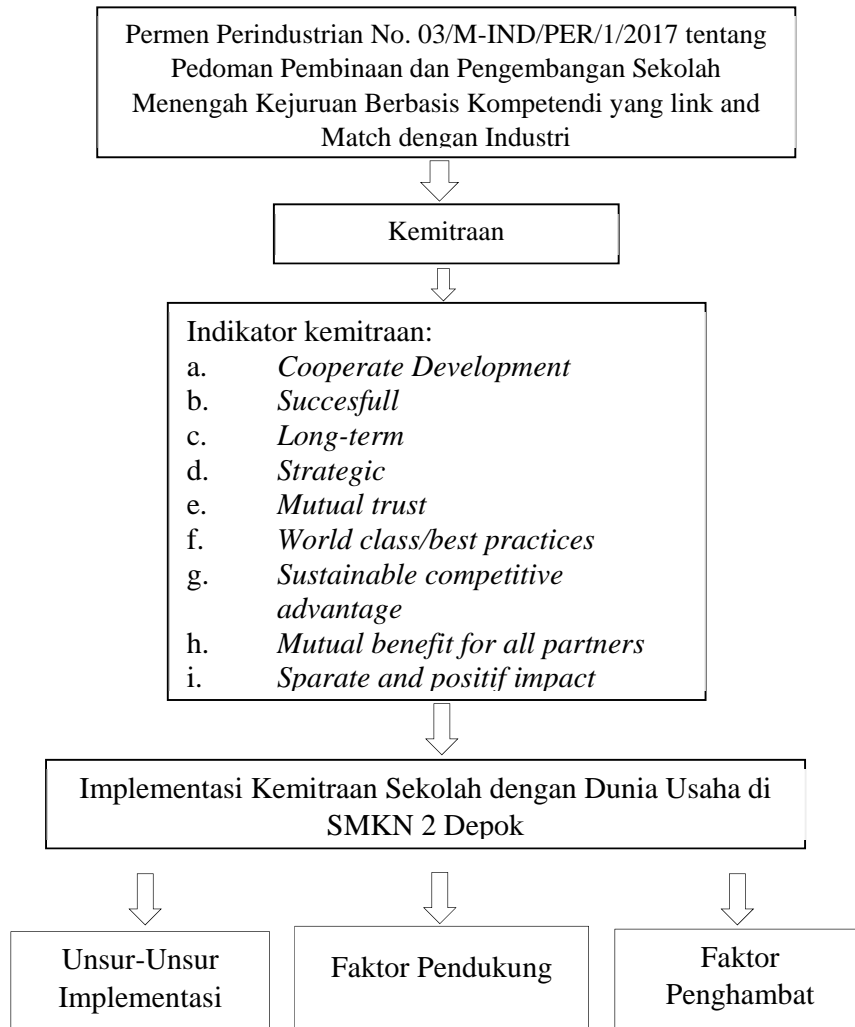 Permen Perindustrian No. 03/M-IND/PER/1/2017 tentang
Pedoman Pembinaan dan Pengembangan Sekolah
Menengah Kejuruan Berbasis Kompetendi yang link and
Match dengan Industri
Kemitraan
Indikator kemitraan:
a. Cooperate Development
b. Succesfull
c. Long-term
d. Strategic
e. Mutual trust
f. World class/best practices
g. Sustainable competitive
advantage
h. Mutual benefit for all partners
i. Sparate and positif impact
Implementasi Kemitraan Sekolah dengan Dunia Usaha di
SMKN 2 Depok
Unsur-Unsur
Implementasi
Faktor Pendukung
Faktor
Penghambat